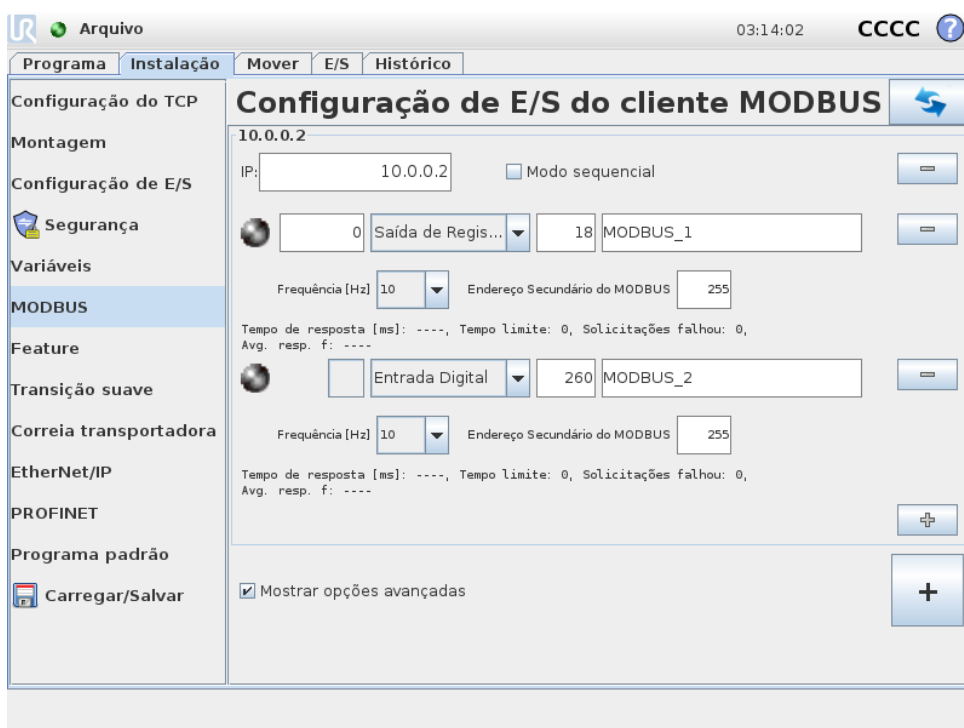 UR Arquivo 03:14:02 CCCC ?
Programa Instalação Mover E/S Histórico
Configuração do TCP
Montagem
Configuração de E/S
Segurança
Variáveis
MODBUS
Feature
Transição suave
Correia transportadora
EtherNet/IP
PROFINET
Programa padrão
Carregar/Salvar
Configuração de E/S do cliente MODBUS
10.0.0.2
IP: 10.0.0.2 Modo sequencial
0 Saída de Regis... 18 MODBUS_1
Frequência [Hz] 10 Endereço Secundário do MODBUS 255
Tempo de resposta [ms]: ----, Tempo limite: 0, Solicitações falhou: 0,
Avg. resp. f: ----
Entrada Digital 260 MODBUS_2
Frequência [Hz] 10 Endereço Secundário do MODBUS 255
Tempo de resposta [ms]: ----, Tempo limite: 0, Solicitações falhou: 0,
Avg. resp. f: ----
Mostrar opções avançadas